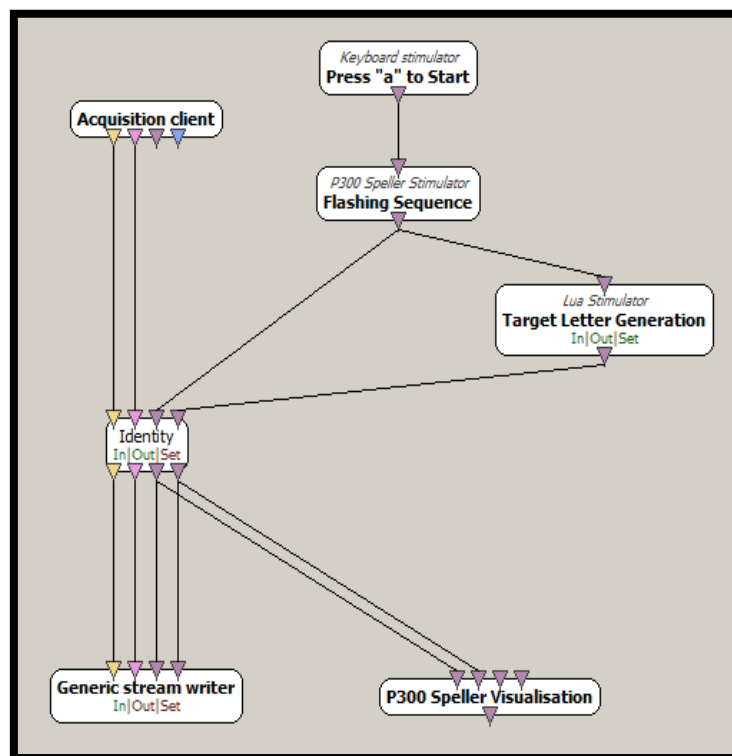 Keyboard stimulator
Press "a" to Start
Acquisition client
P300 Speller Stimulator
Flashing Sequence
Lua Stimulator
Target Letter Generation
In|Out|Set
Identity
In|Out|Set
Generic stream writer
In|Out|Set
P300 Speller Visualisation